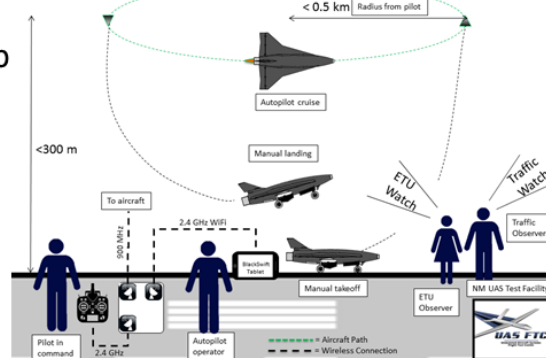 < 0.5 km
Radius from pilot
Autopilot cruise
<300 m
Manual landing
ETU
Watch
Traffic
Watch
To aircraft
2.4 GHz WiFi
900 MHz
BlackSwift
Tablet
Traffic
Observer
Manual takeoff
ETU
Observer
NM UAS Test Facility
Pilot in
command
2.4 GHz
Autopilot
operator
= Aircraft Path
= Wireless Connection
UAS FTC